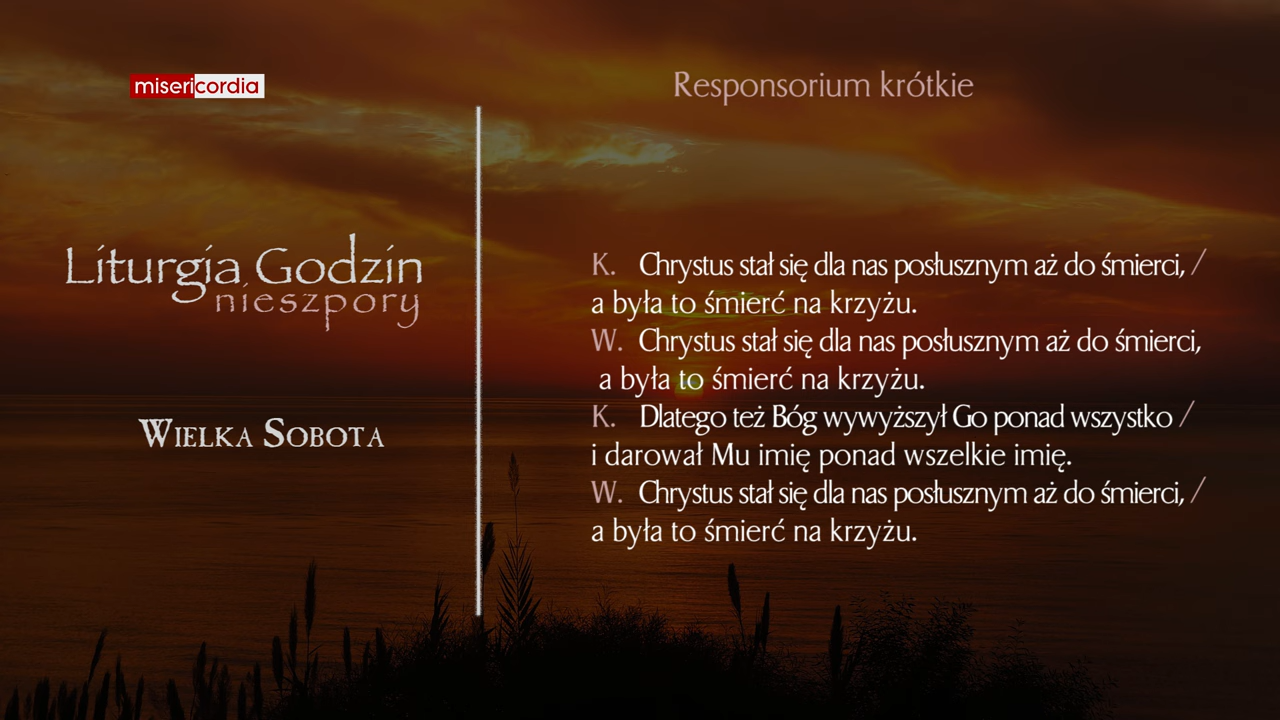 misericordia
Responsorium krótkie
Liturgia Godzin
nieszpory
Wielka Sobota
K. Chrystus stał się dla nas posłusznym aż do śmierci, /
a była to śmierć na krzyżu.
W. Chrystus stał się dla nas posłusznym aż do śmierci,
a była to śmierć na krzyżu.
K. Dlatego też Bóg wywyższył Go ponad wszystko /
i darował Mu imię ponad wszelkie imię.
W. Chrystus stał się dla nas posłusznym aż do śmierci, /
a była to śmierć na krzyżu.